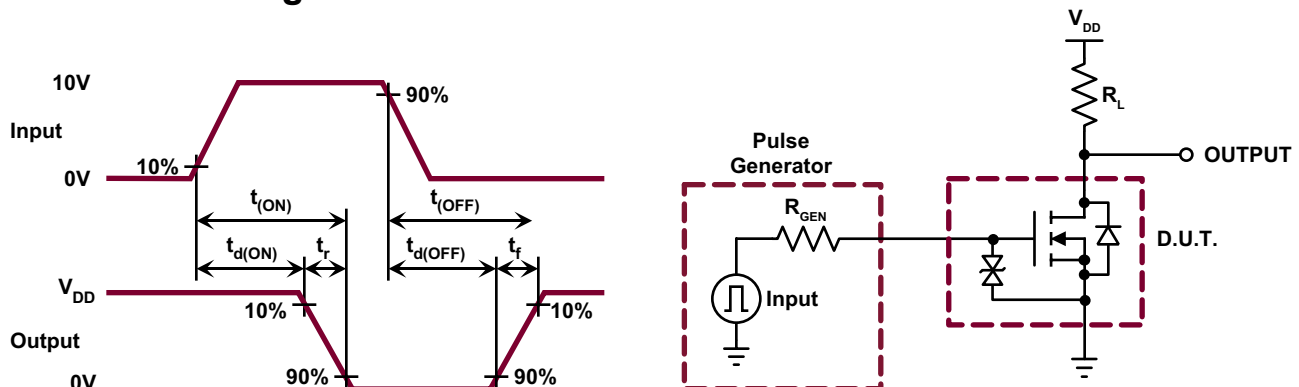 10V
90%
Input
10%
0V
t(ON)
t(OFF)
td(ON)
tr
td(OFF)
tf
VDD
10%
10%
Output
90%
90%
0V
VDD
RL
Pulse
Generator
OUTPUT
RGEN
D.U.T.
Input